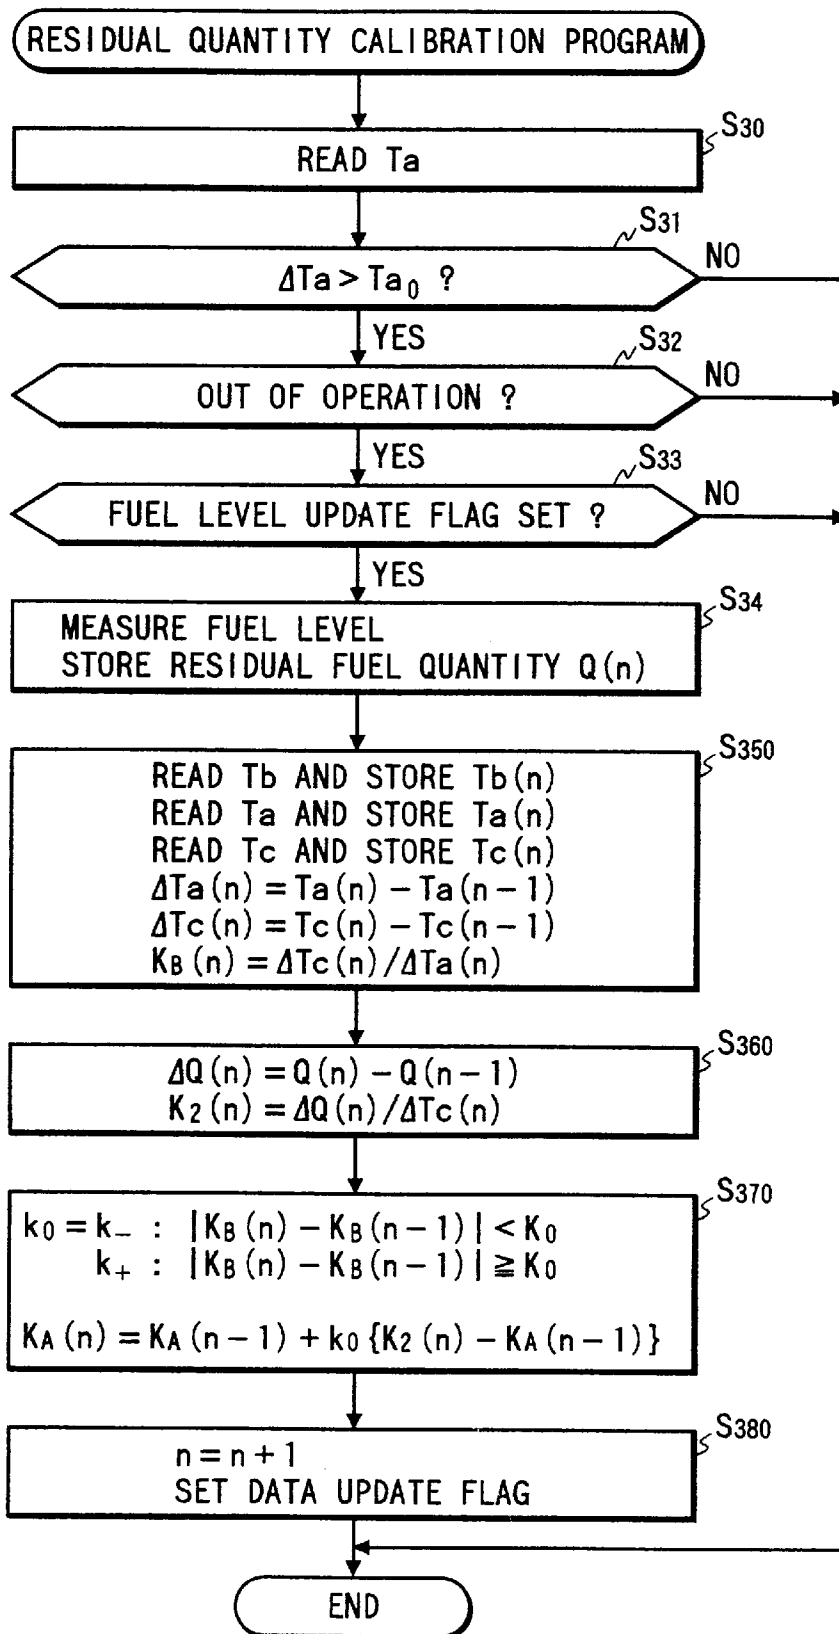 RESIDUAL QUANTITY CALIBRATION PROGRAM
S30
READ Ta
S31
ΔTa > Ta₀ ?
NO
YES
S32
OUT OF OPERATION ?
NO
YES
S33
FUEL LEVEL UPDATE FLAG SET ?
NO
YES
S34
MEASURE FUEL LEVEL
STORE RESIDUAL FUEL QUANTITY Q(n)
S350
READ Tb AND STORE Tb(n)
READ Ta AND STORE Ta(n)
READ Tc AND STORE Tc(n)
ΔTa(n) = Ta(n) − Ta(n−1)
ΔTc(n) = Tc(n) − Tc(n−1)
KB(n) = ΔTc(n)/ΔTa(n)
S360
ΔQ(n) = Q(n) − Q(n−1)
K₂(n) = ΔQ(n)/ΔTc(n)
S370
k₀ = k₋ : |KB(n) − KB(n−1)| < K₀
k₊ : |KB(n) − KB(n−1)| ≧ K₀
KA(n) = KA(n−1) + k₀{K₂(n) − KA(n−1)}
S380
n = n + 1
SET DATA UPDATE FLAG
END